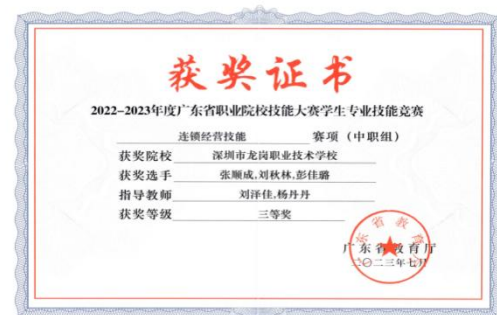 获奖证书
2022-2023年度广东省职业院校技能大赛学生专业技能竞赛
连锁经营技能 赛项（中职组）
获奖院校 深圳市龙岗职业技术学校
获奖选手 张顺成,刘秋林,彭佳璐
指导教师 刘泽佳,杨丹丹
获奖等级 三等奖
广东省教育厅
二〇二三年七月